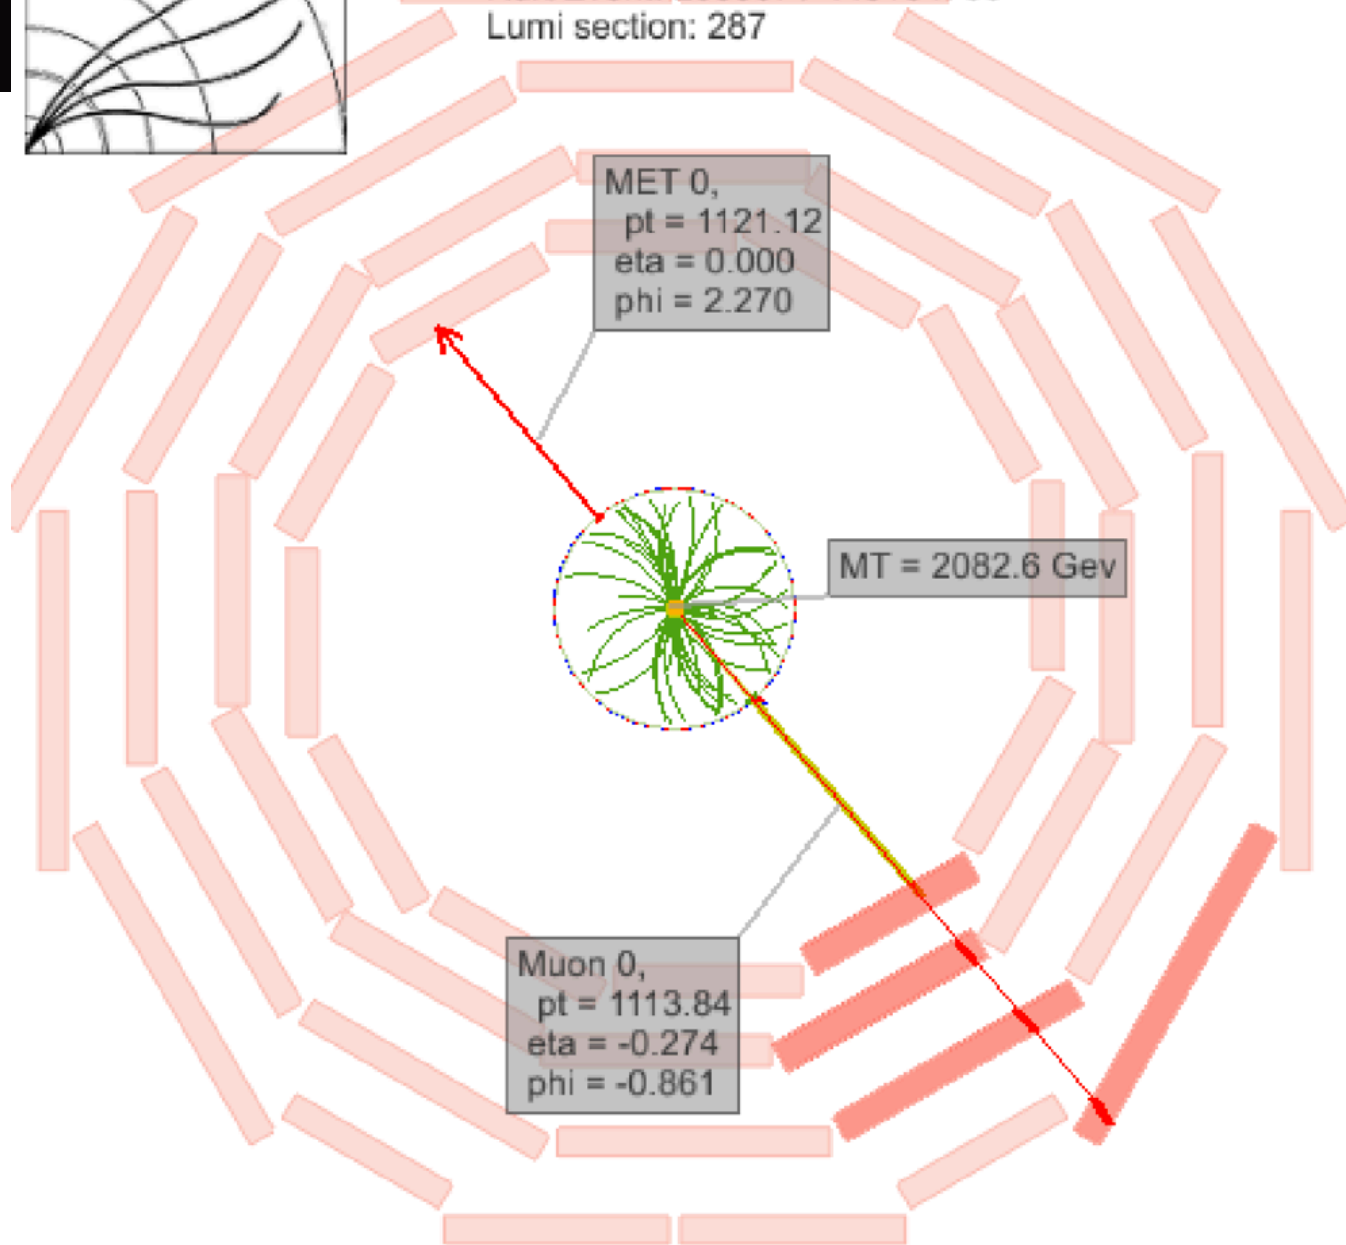 Lumi section: 287
MET 0,
pt = 1121.12
eta = 0.000
phi = 2.270
MT = 2082.6 Gev
Muon 0,
pt = 1113.84
eta = -0.274
phi = -0.861